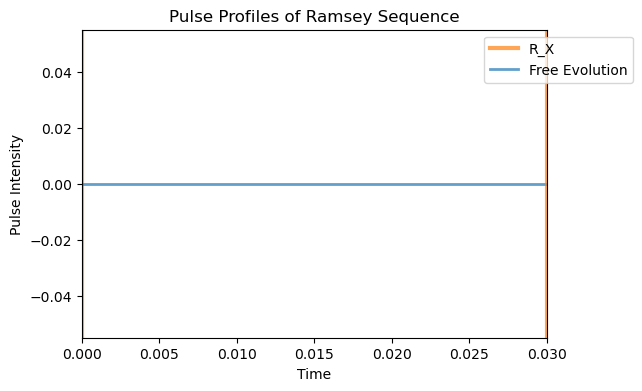 Pulse Profiles of Ramsey Sequence
R_X
Free Evolution
Pulse Intensity
0.04
0.02
0.00
−0.02
−0.04
0.000 0.005 0.010 0.015 0.020 0.025 0.030
Time